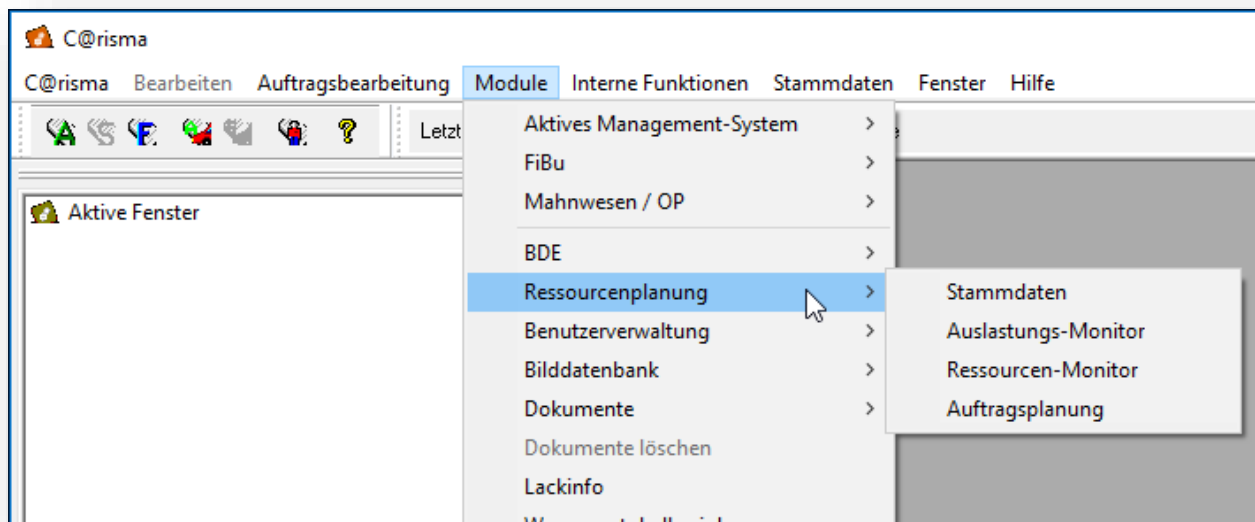 C@risma
C@risma Bearbeiten Auftragsbearbeitung Module Interne Funktionen Stammdaten Fenster Hilfe
Aktives Management-System
FiBu
Mahnwesen / OP
Aktive Fenster
BDE
Ressourcenplanung
Stammdaten
Benutzerverwaltung
Auslastungs-Monitor
Bilddatenbank
Ressourcen-Monitor
Dokumente
Auftragsplanung
Dokumente löschen
Lackinfo